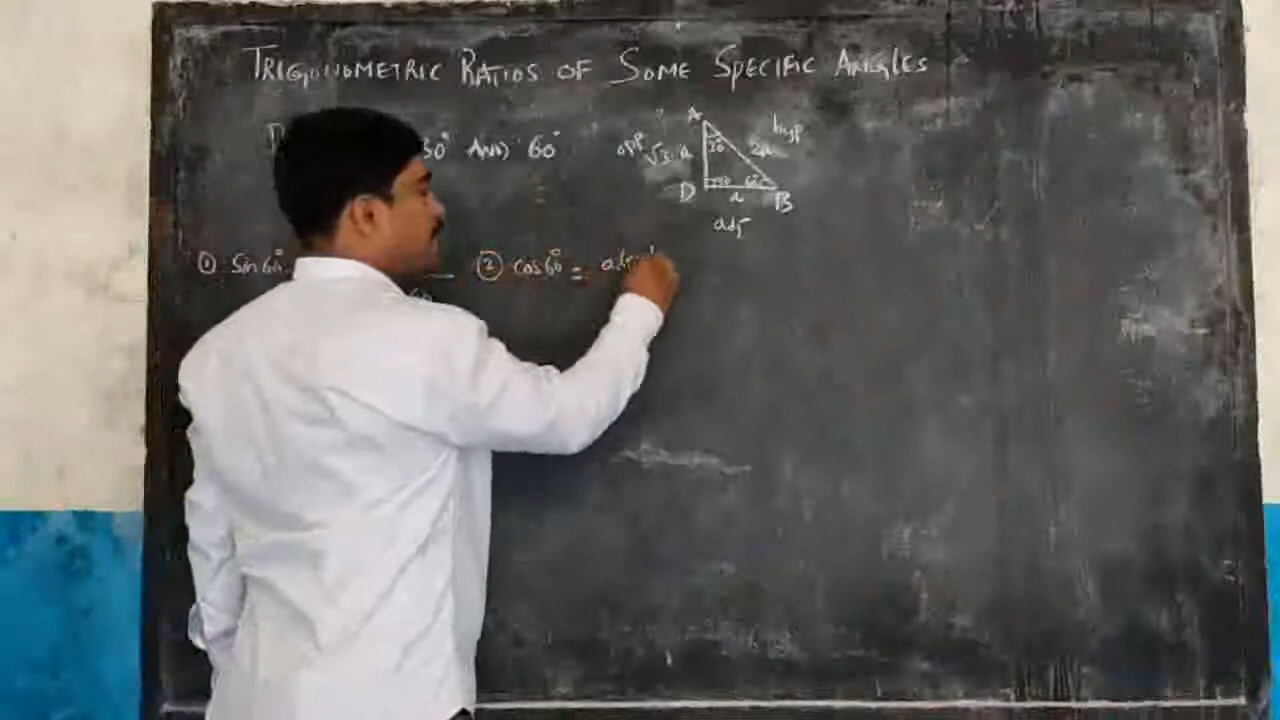 TRIGONOMETRIC RATIOS OF SOME SPECIFIC ANGLES
30° AND 60°
A
opp √3 a 30° 2a hyp
D 90° 60° B
a
adj
① Sin 60° ② cos 60° =